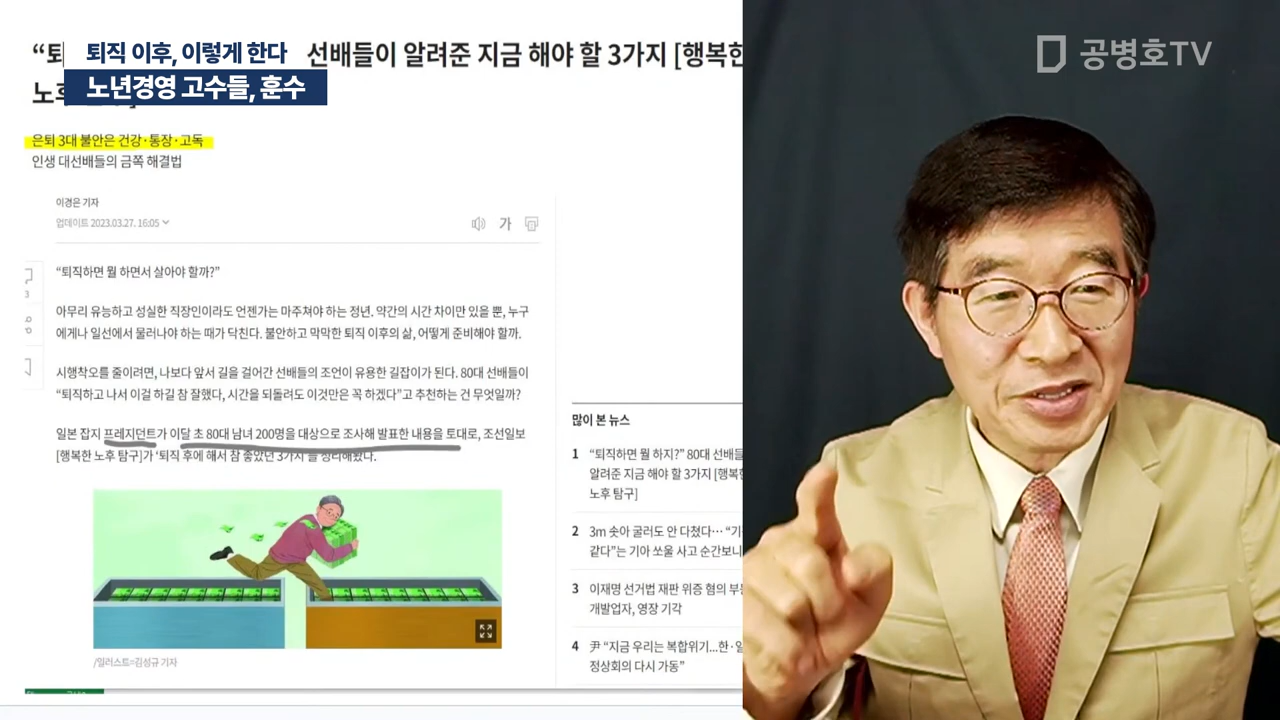 “퇴
퇴직 이후, 이렇게 한다
선배들이 알려준 지금 해야 할 3가지 [행복한
노후
노년경영 고수들, 훈수
공병호TV
은퇴 3대 불안은 건강·통장·고독
인생 대선배들의 금쪽 해결법
이경은 기자
업데이트 2023.03.27. 16:05
가
3
“퇴직하면 뭘 하면서 살아야 할까?”
아무리 유능하고 성실한 직장인이라도 언젠가는 마주쳐야 하는 정년. 약간의 시간 차이만 있을 뿐, 누구
에게나 일선에서 물러나야 하는 때가 닥친다. 불안하고 막막한 퇴직 이후의 삶, 어떻게 준비해야 할까.
시행착오를 줄이려면, 나보다 앞서 길을 걸어간 선배들의 조언이 유용한 길잡이가 된다. 80대 선배들이
“퇴직하고 나서 이걸 하길 참 잘했다, 시간을 되돌려도 이것만은 꼭 하겠다”고 추천하는 건 무엇일까?
일본 잡지 프레지던트가 이달 초 80대 남녀 200명을 대상으로 조사해 발표한 내용을 토대로, 조선일보
[행복한 노후 탐구]가 ‘퇴직 후에 해서 참 좋았던 3가지’를 정리해봤다.
/일러스트=김성규 기자
많이 본 뉴스
1 “퇴직하면 뭘 하지?” 80대 선배들
알려준 지금 해야 할 3가지 [행복한
노후 탐구]
2 3m 솟아 굴러도 안 다쳤다… “기
같다”는 기아 쏘울 사고 순간보니
3 이재명 선거법 재판 위증 혐의 부동
개발업자, 영장 기각
4 尹 “지금 우리는 복합위기...한·일
정상회의 다시 가동”